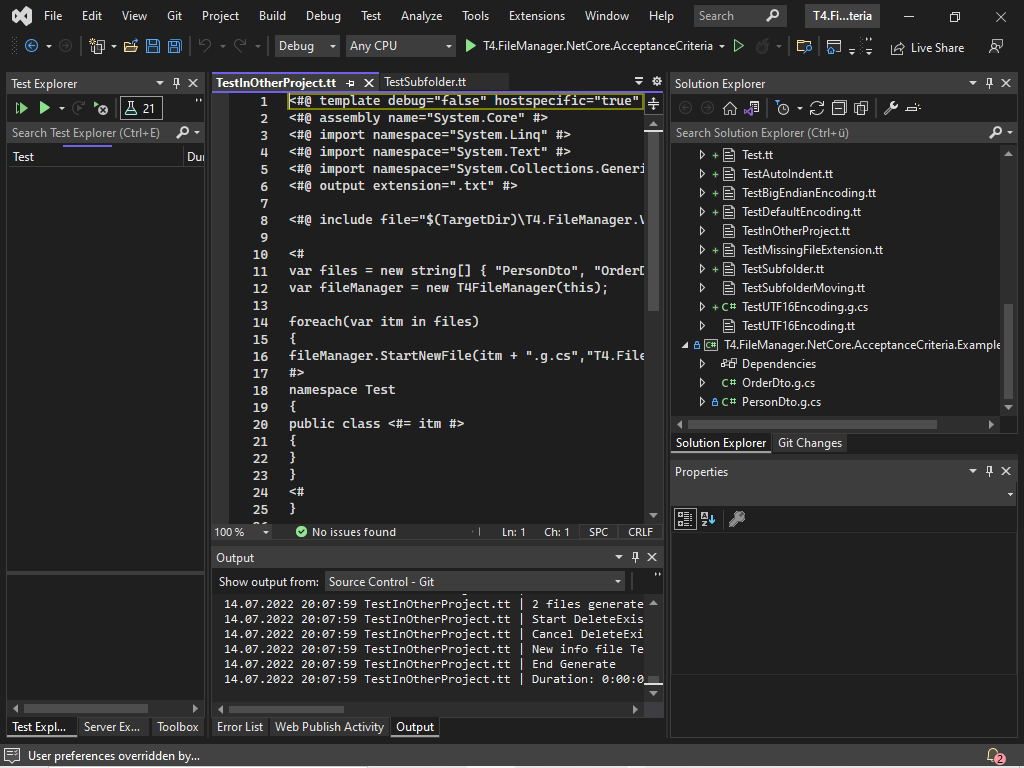 File Edit View Git Project Build Debug Test Analyze Tools Extensions Window Help Search T4.Fi...teria
Debug Any CPU T4.FileManager.NetCore.AcceptanceCriteria Live Share
Test Explorer
21
Search Test Explorer (Ctrl+E)
Test Dur
Test Expl... Server Ex... Toolbox
TestInOtherProject.tt TestSubfolder.tt
1 <#@ template debug="false" hostspecific="true"
2 <#@ assembly name="System.Core" #>
3 <#@ import namespace="System.Linq" #>
4 <#@ import namespace="System.Text" #>
5 <#@ import namespace="System.Collections.Generi
6 <#@ output extension=".txt" #>
7
8 <#@ include file="$(TargetDir)\T4.FileManager.V
9
10 <#
11 var files = new string[] { "PersonDto", "OrderD
12 var fileManager = new T4FileManager(this);
13
14 foreach(var itm in files)
15 {
16 fileManager.StartNewFile(itm + ".g.cs","T4.File
17 #>
18 namespace Test
19 {
20 public class <#= itm #>
21 {
22 }
23 }
24 <#
25 }
100 % No issues found Ln: 1 Ch: 1 SPC CRLF
Output
Show output from: Source Control - Git
14.07.2022 20:07:59 TestInOtherProject.tt | 2 files generate
14.07.2022 20:07:59 TestInOtherProject.tt | Start DeleteExis
14.07.2022 20:07:59 TestInOtherProject.tt | Cancel DeleteExi
14.07.2022 20:07:59 TestInOtherProject.tt | New info file Te
14.07.2022 20:07:59 TestInOtherProject.tt | End Generate
14.07.2022 20:07:59 TestInOtherProject.tt | Duration: 0:00:0
Error List Web Publish Activity Output
Solution Explorer
Search Solution Explorer (Ctrl+ü)
Test.tt
TestAutoIndent.tt
TestBigEndianEncoding.tt
TestDefaultEncoding.tt
TestInOtherProject.tt
TestMissingFileExtension.tt
TestSubfolder.tt
TestSubfolderMoving.tt
C# TestUTF16Encoding.g.cs
TestUTF16Encoding.tt
C# T4.FileManager.NetCore.AcceptanceCriteria.Example
Dependencies
C# OrderDto.g.cs
C# PersonDto.g.cs
Solution Explorer Git Changes
Properties
User preferences overridden by... 2